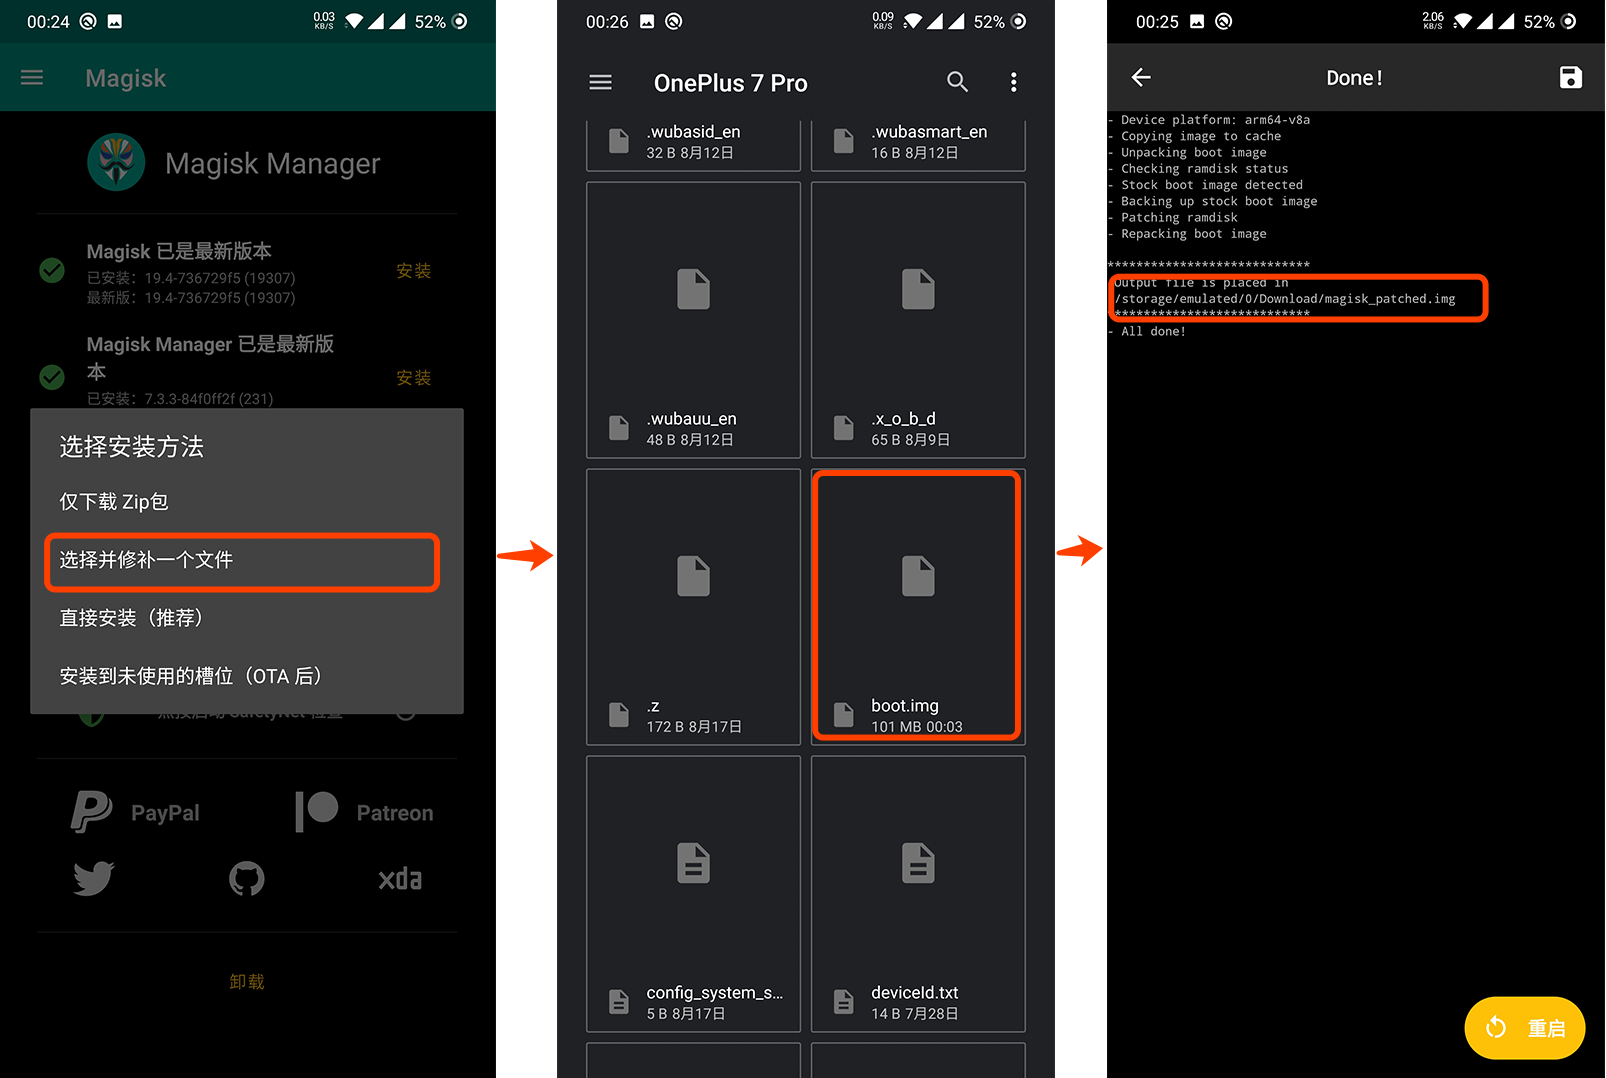 00:24
0.03
KB/S
52%
Magisk
Magisk Manager
Magisk 已是最新版本
已安装：19.4-736729f5 (19307)
最新版：19.4-736729f5 (19307)
安装
Magisk Manager 已是最新版
本
已安装：7.3.3-84f0ff2f (231)
安装
选择安装方法
仅下载 Zip包
选择并修补一个文件
直接安装（推荐）
安装到未使用的槽位（OTA 后）
点按启动 SafetyNet 检查
PayPal
Patreon
xda
卸载
00:26
0.09
KB/S
52%
OnePlus 7 Pro
.wubasid_en
32 B 8月12日
.wubasmart_en
16 B 8月12日
.wubauu_en
48 B 8月12日
.x_o_b_d
65 B 8月9日
.z
172 B 8月17日
boot.img
101 MB 00:03
config_system_s...
5 B 8月17日
deviceId.txt
14 B 7月28日
00:25
2.06
KB/S
52%
Done!
- Device platform: arm64-v8a
- Copying image to cache
- Unpacking boot image
- Checking ramdisk status
- Stock boot image detected
- Backing up stock boot image
- Patching ramdisk
- Repacking boot image
****************************
Output file is placed in
/storage/emulated/0/Download/magisk_patched.img
****************************
- All done!
重启